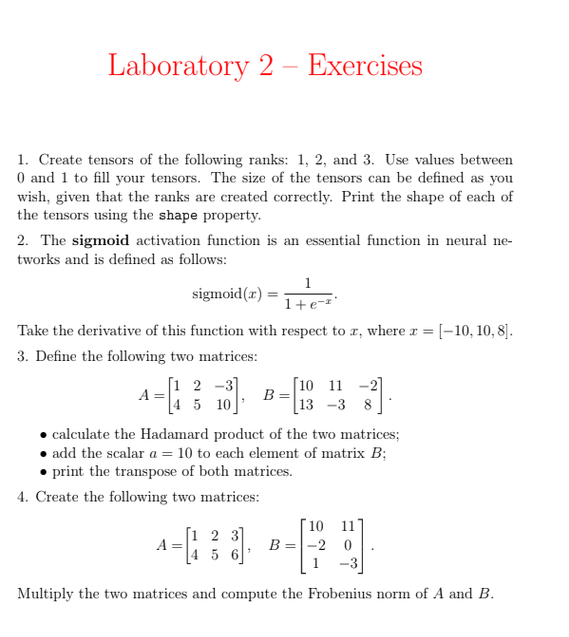 Laboratory 2 – Exercises
1. Create tensors of the following ranks: 1, 2, and 3. Use values between
0 and 1 to fill your tensors. The size of the tensors can be defined as you
wish, given that the ranks are created correctly. Print the shape of each of
the tensors using the shape property.
2. The sigmoid activation function is an essential function in neural ne-
tworks and is defined as follows:
sigmoid(x) = 1 / (1 + e^{-x}).
Take the derivative of this function with respect to x, where x = [−10, 10, 8].
3. Define the following two matrices:
A = [1 2 −3; 4 5 10], B = [10 11 −2; 13 −3 8].
• calculate the Hadamard product of the two matrices;
• add the scalar a = 10 to each element of matrix B;
• print the transpose of both matrices.
4. Create the following two matrices:
A = [1 2 3; 4 5 6], B = [10 11; −2 0; 1 −3].
Multiply the two matrices and compute the Frobenius norm of A and B.